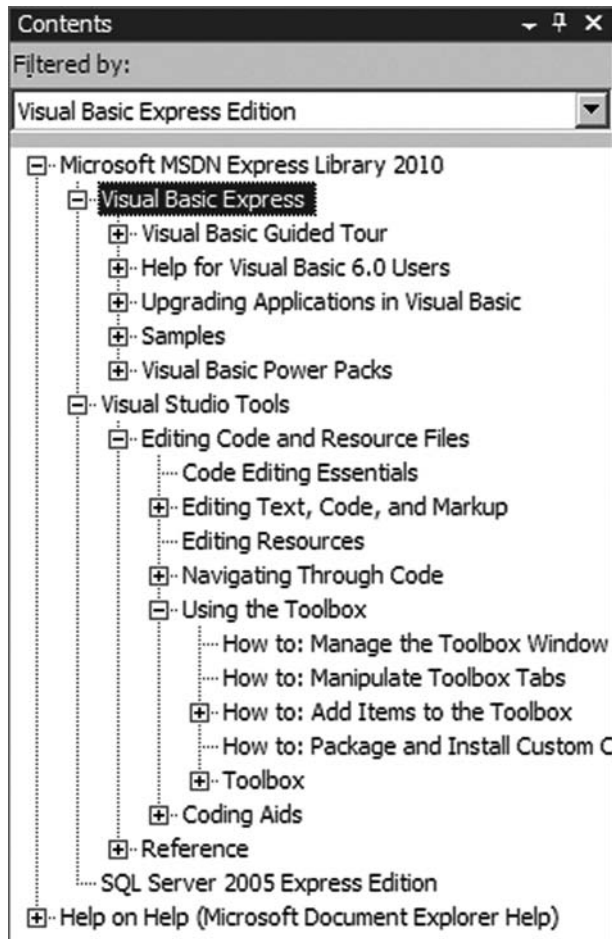 Contents
Filtered by:
Visual Basic Express Edition
Microsoft MSDN Express Library 2010
Visual Basic Express
Visual Basic Guided Tour
Help for Visual Basic 6.0 Users
Upgrading Applications in Visual Basic
Samples
Visual Basic Power Packs
Visual Studio Tools
Editing Code and Resource Files
Code Editing Essentials
Editing Text, Code, and Markup
Editing Resources
Navigating Through Code
Using the Toolbox
How to: Manage the Toolbox Window
How to: Manipulate Toolbox Tabs
How to: Add Items to the Toolbox
How to: Package and Install Custom
Toolbox
Coding Aids
Reference
SQL Server 2005 Express Edition
Help on Help (Microsoft Document Explorer Help)